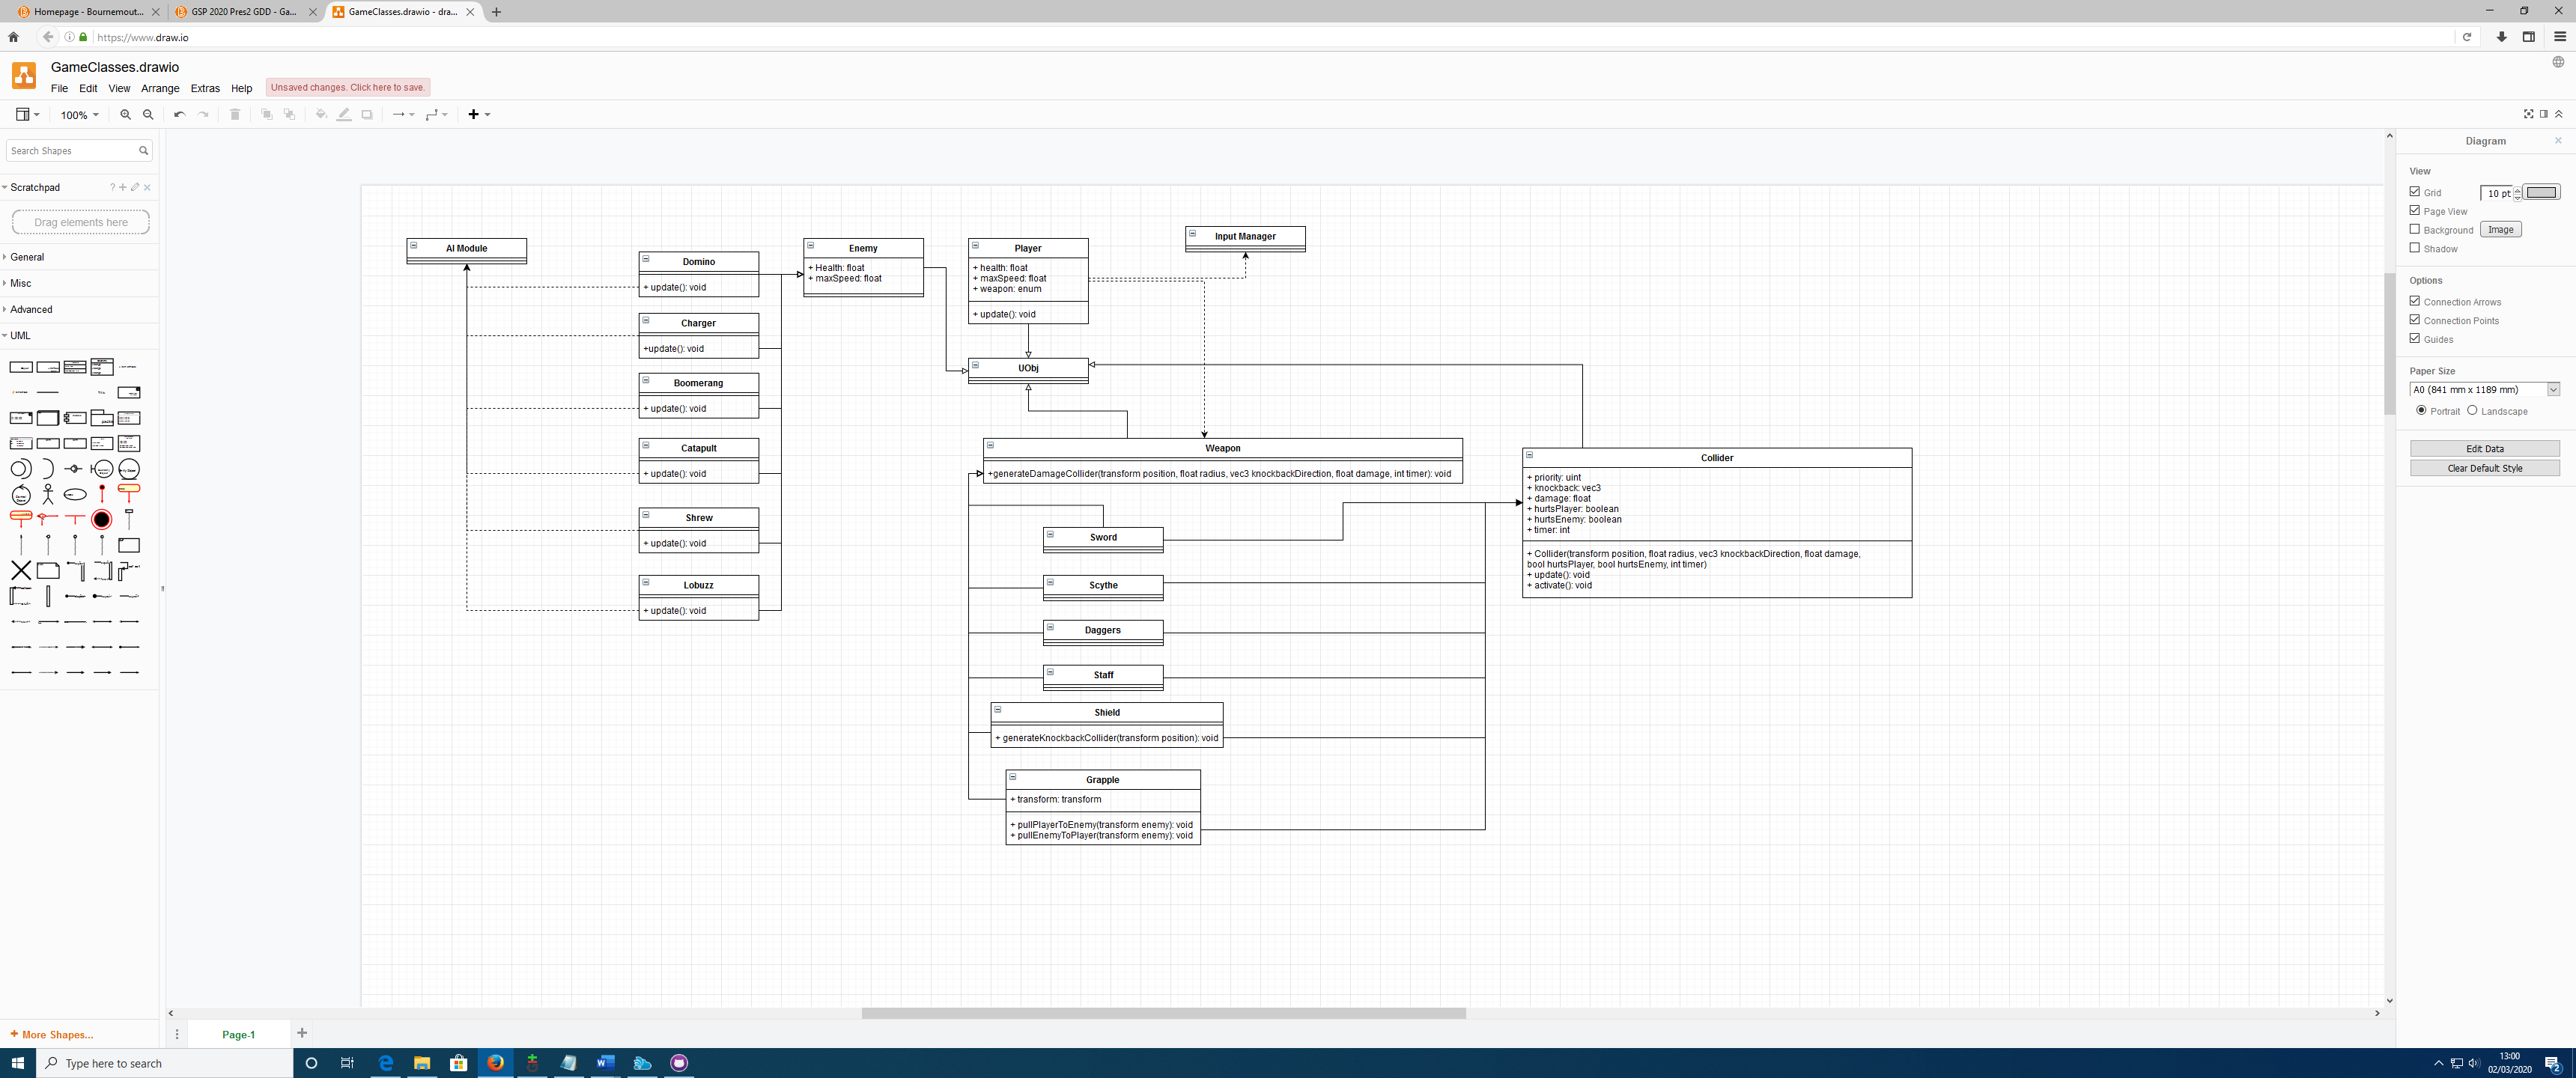 Homepage - Bournemout...
GSP 2020 Pres2 GDD - Ga...
GameClasses.drawio - dra...
https://www.draw.io
GameClasses.drawio
File Edit View Arrange Extras Help
Unsaved changes. Click here to save.
100%
Search Shapes
Scratchpad
?
Drag elements here
General
Misc
Advanced
UML
More Shapes...
AI Module
Domino
+ update(): void
Charger
+update(): void
Boomerang
+ update(): void
Catapult
+ update(): void
Shrew
+ update(): void
Lobuzz
+ update(): void
Enemy
+ Health: float
+ maxSpeed: float
Player
+ health: float
+ maxSpeed: float
+ weapon: enum
+ update(): void
Input Manager
UObj
Weapon
+generateDamageCollider(transform position, float radius, vec3 knockbackDirection, float damage, int timer): void
Sword
Scythe
Daggers
Staff
Shield
+ generateKnockbackCollider(transform position): void
Grapple
+ transform: transform
+ pullPlayerToEnemy(transform enemy): void
+ pullEnemyToPlayer(transform enemy): void
Collider
+ priority: uint
+ knockback: vec3
+ damage: float
+ hurtsPlayer: boolean
+ hurtsEnemy: boolean
+ timer: int
+ Collider(transform position, float radius, vec3 knockbackDirection, float damage,
bool hurtsPlayer, bool hurtsEnemy, int timer)
+ update(): void
+ activate(): void
Diagram
View
Grid
10 pt
Page View
Background
Image
Shadow
Options
Connection Arrows
Connection Points
Guides
Paper Size
A0 (841 mm x 1189 mm)
Portrait
Landscape
Edit Data
Clear Default Style
Page-1
Type here to search
13:00
02/03/2020
2